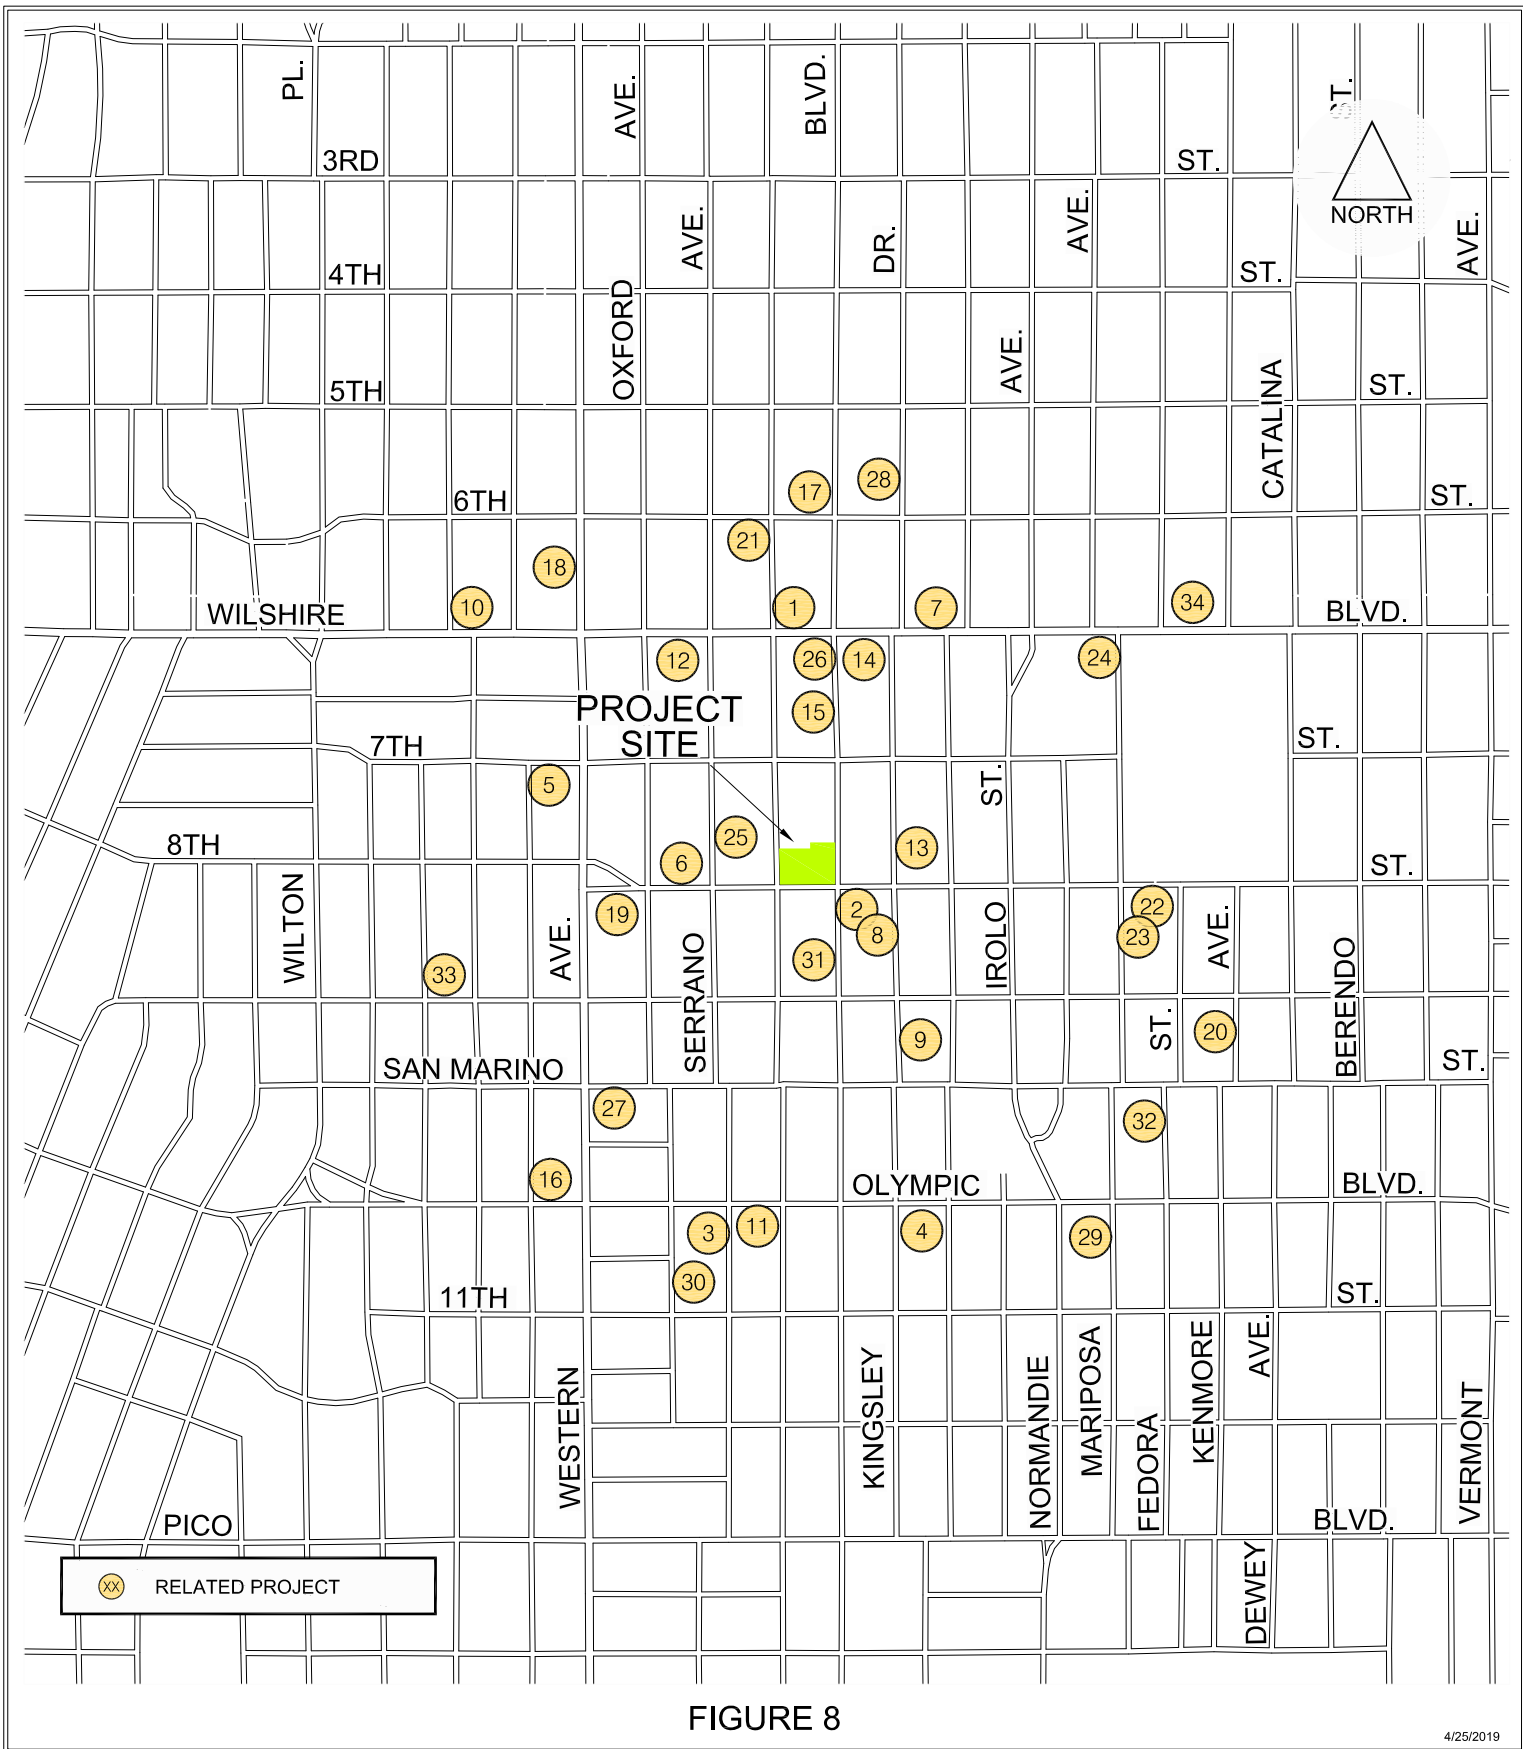 PL.
AVE.
BLVD.
ST.
3RD
ST.
NORTH
AVE.
DR.
AVE.
AVE.
4TH
ST.
OXFORD
AVE.
5TH
ST.
CATALINA
28
17
6TH
ST.
21
18
10
1
7
34
WILSHIRE
BLVD.
12
26
14
24
PROJECT
SITE
15
7TH
ST.
5
ST.
25
13
8TH
6
ST.
WILTON
19
AVE.
2
8
22
23
AVE.
IROLO
33
SERRANO
31
BERENDO
9
ST.
20
SAN MARINO
ST.
27
32
16
OLYMPIC
BLVD.
3
11
4
29
30
11TH
ST.
WESTERN
KINGSLEY
NORMANDIE
MARIPOSA
FEDORA
KENMORE
AVE.
VERMONT
PICO
BLVD.
DEWEY
XX RELATED PROJECT
FIGURE 8
4/25/2019